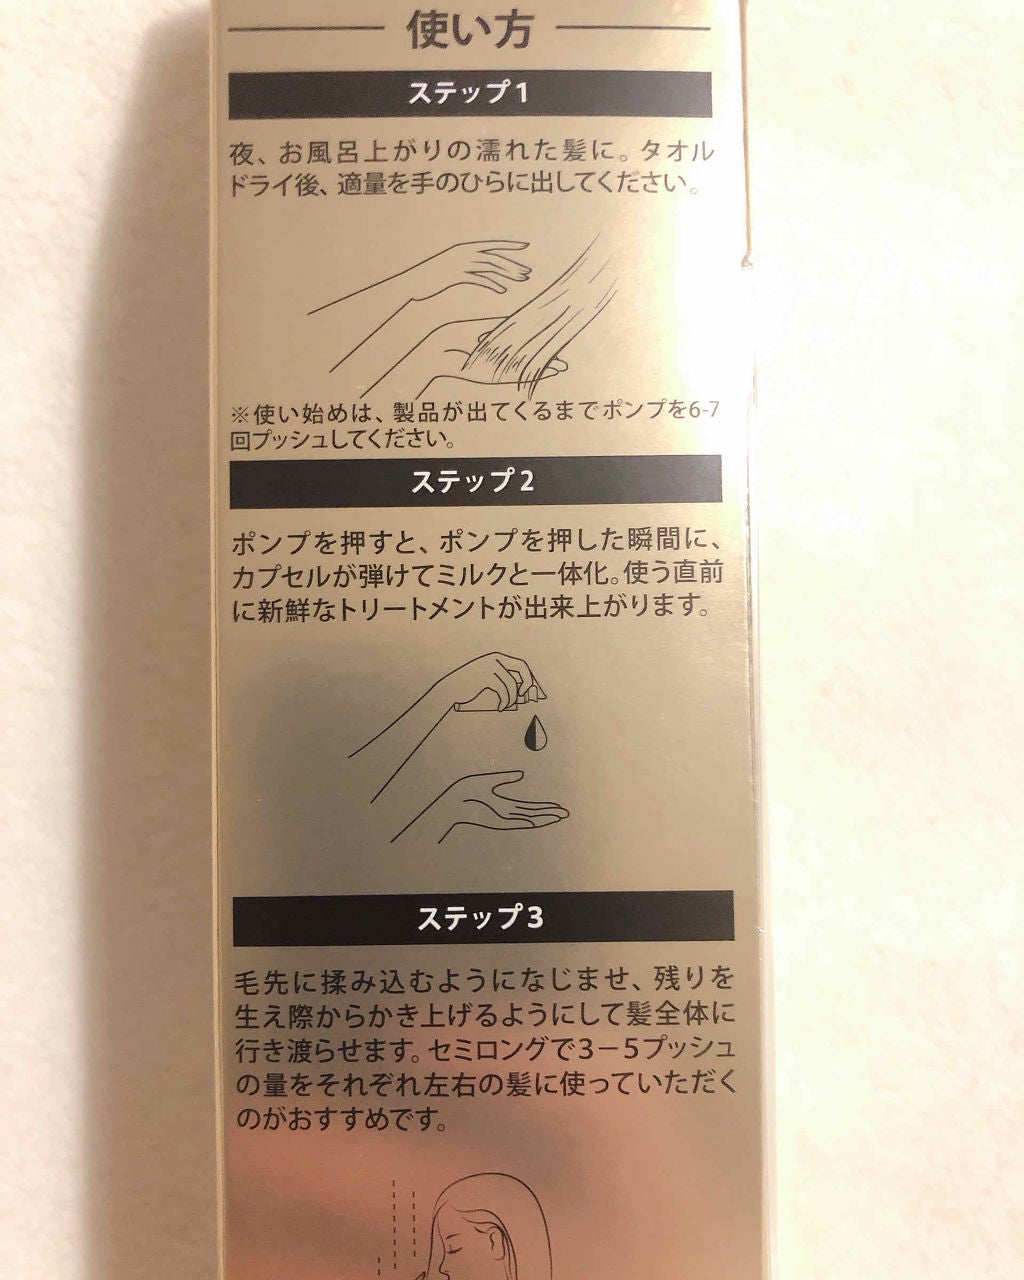 使い方
ステップ1
夜、お風呂上がりの濡れた髪に。タオル
ドライ後、適量を手のひらに出してください。
※使い始めは、製品が出てくるまでポンプを6-7
回プッシュしてください。
ステップ2
ポンプを押すと、ポンプを押した瞬間に、
カプセルが弾けてミルクと一体化。使う直前
に新鮮なトリートメントが出来上がります。
ステップ3
毛先に揉み込むようになじませ、残りを
生え際からかき上げるようにして髪全体に
行き渡らせます。セミロングで3－5プッシュ
の量をそれぞれ左右の髪に使っていただく
のがおすすめです。